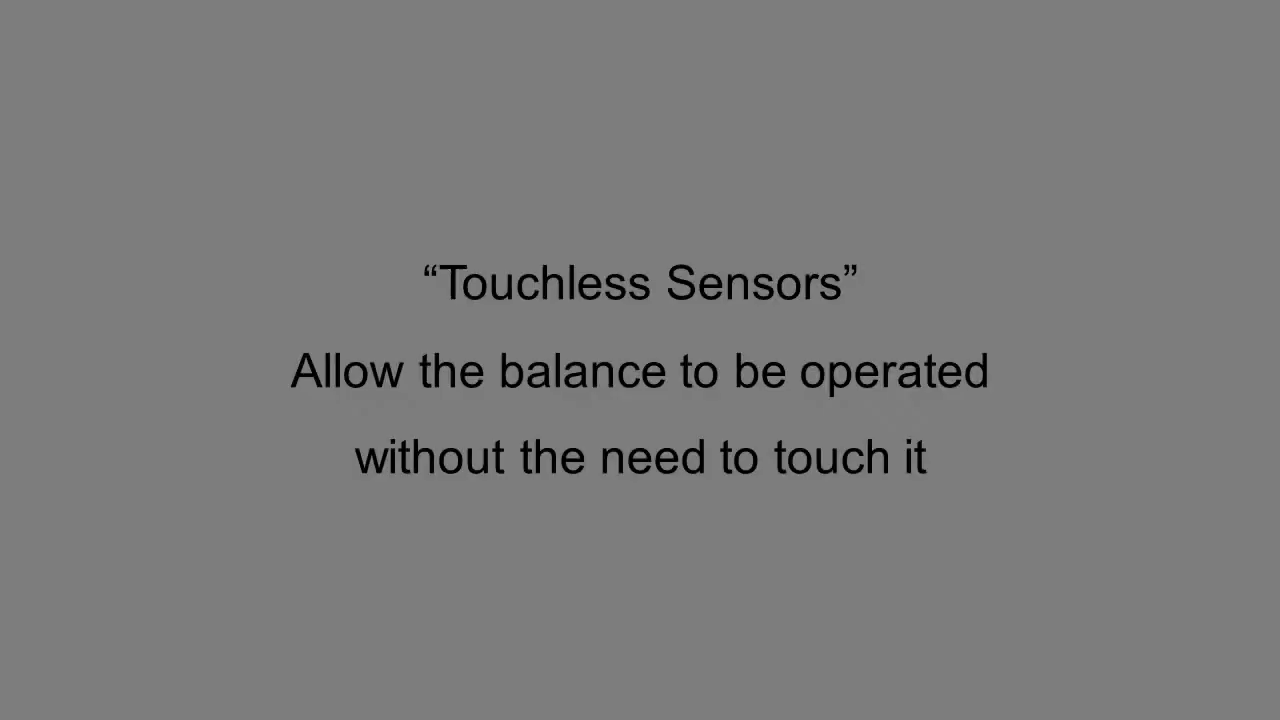 “Touchless Sensors”
Allow the balance to be operated
without the need to touch it